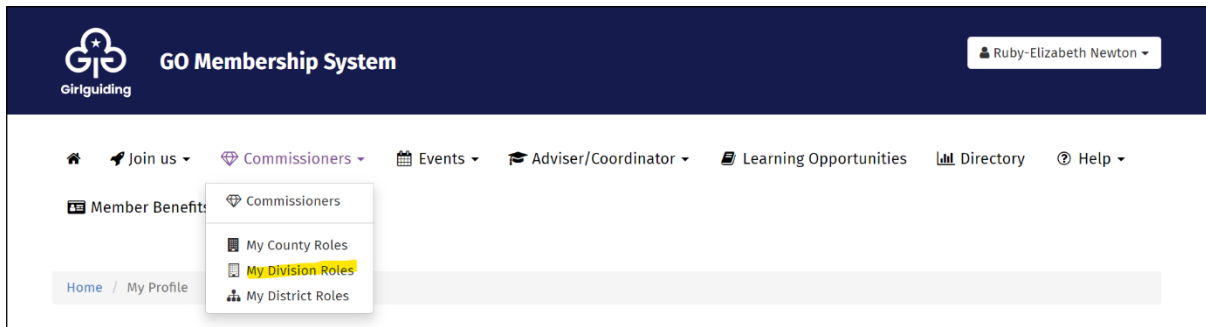 GO Membership System
Girlguiding
Ruby-Elizabeth Newton
Join us
Commissioners
Events
Adviser/Coordinator
Learning Opportunities
Directory
Help
Member Benefits
Commissioners
My County Roles
My Division Roles
My District Roles
Home / My Profile